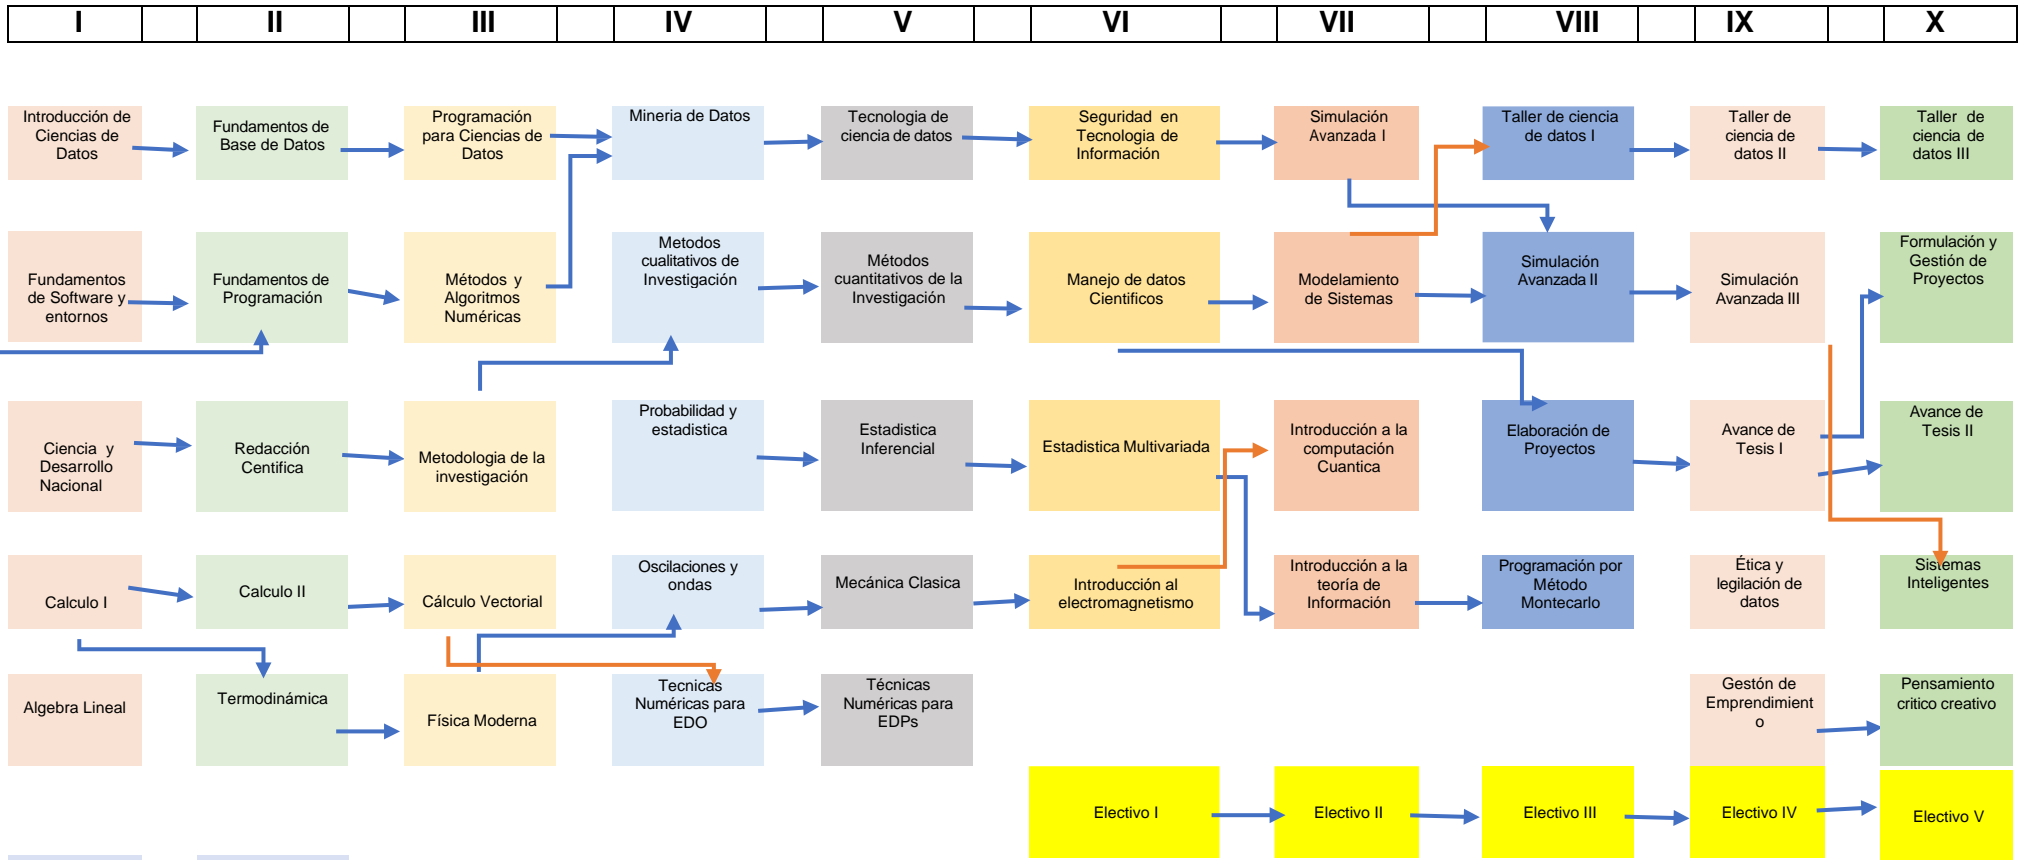 I II III IV V VI VII VIII IX X
Introducción de
Ciencias de
Datos
Fundamentos de
Base de Datos
Programación
para Ciencias de
Datos
Mineria de Datos
Tecnologia de
ciencia de datos
Seguridad en
Tecnologia de
Información
Simulación
Avanzada I
Taller de ciencia
de datos I
Taller de
ciencia de
datos II
Taller de
ciencia de
datos III
Fundamentos
de Software y
entornos
Fundamentos de
Programación
Métodos y
Algoritmos
Numéricas
Metodos
cualitativos de
Investigación
Métodos
cuantitativos de la
Investigación
Manejo de datos
Cientificos
Modelamiento
de Sistemas
Simulación
Avanzada II
Simulación
Avanzada III
Formulación y
Gestión de
Proyectos
Ciencia y
Desarrollo
Nacional
Redacción
Centifica
Metodologia de la
investigación
Probabilidad y
estadistica
Estadistica
Inferencial
Estadistica Multivariada
Introducción a la
computación
Cuantica
Elaboración de
Proyectos
Avance de
Tesis I
Avance de
Tesis II
Calculo I
Calculo II
Cálculo Vectorial
Oscilaciones y
ondas
Mecánica Clasica
Introducción al
electromagnetismo
Introducción a la
teoría de
Información
Programación por
Método
Montecarlo
Ética y
legilación de
datos
Sistemas
Inteligentes
Algebra Lineal
Termodinámica
Física Moderna
Tecnicas
Numéricas para
EDO
Técnicas
Numéricas para
EDPs
Gestón de
Emprendimient
o
Pensamiento
critico creativo
Electivo I
Electivo II
Electivo III
Electivo IV
Electivo V